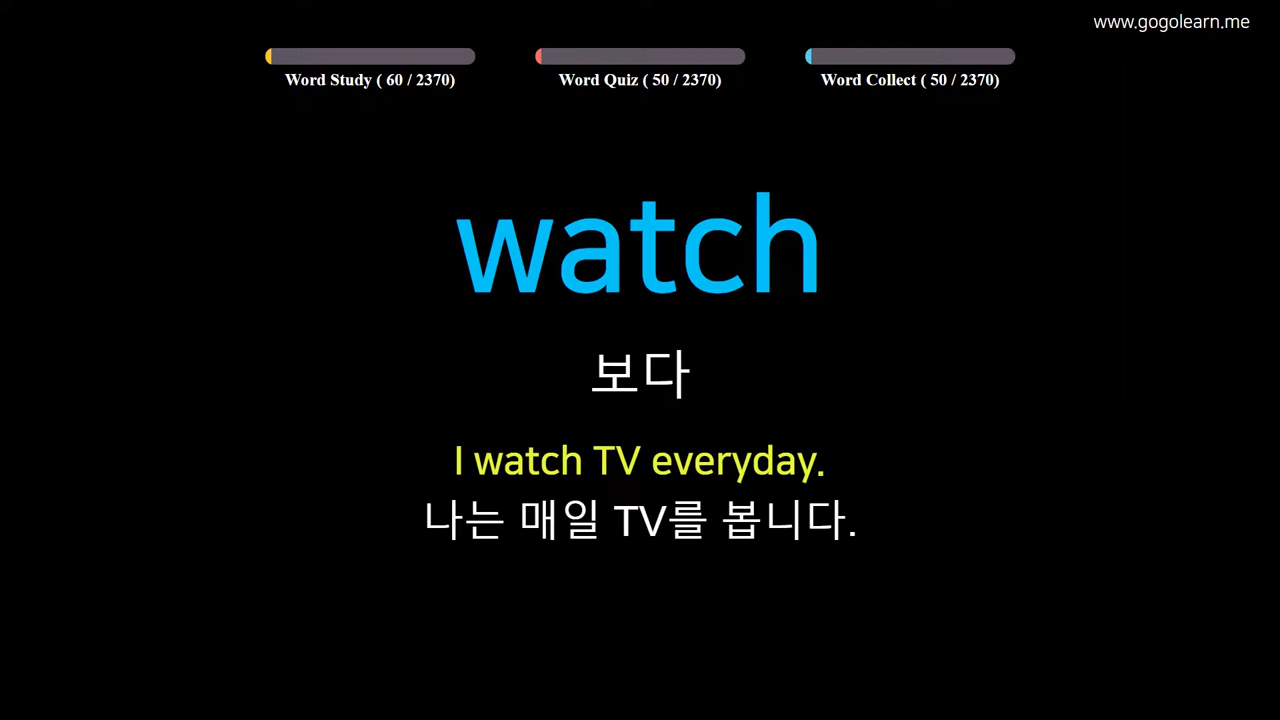 www.gogolearn.me
Word Study ( 60 / 2370)
Word Quiz ( 50 / 2370)
Word Collect ( 50 / 2370)
watch
보다
I watch TV everyday.
나는 매일 TV를 봅니다.